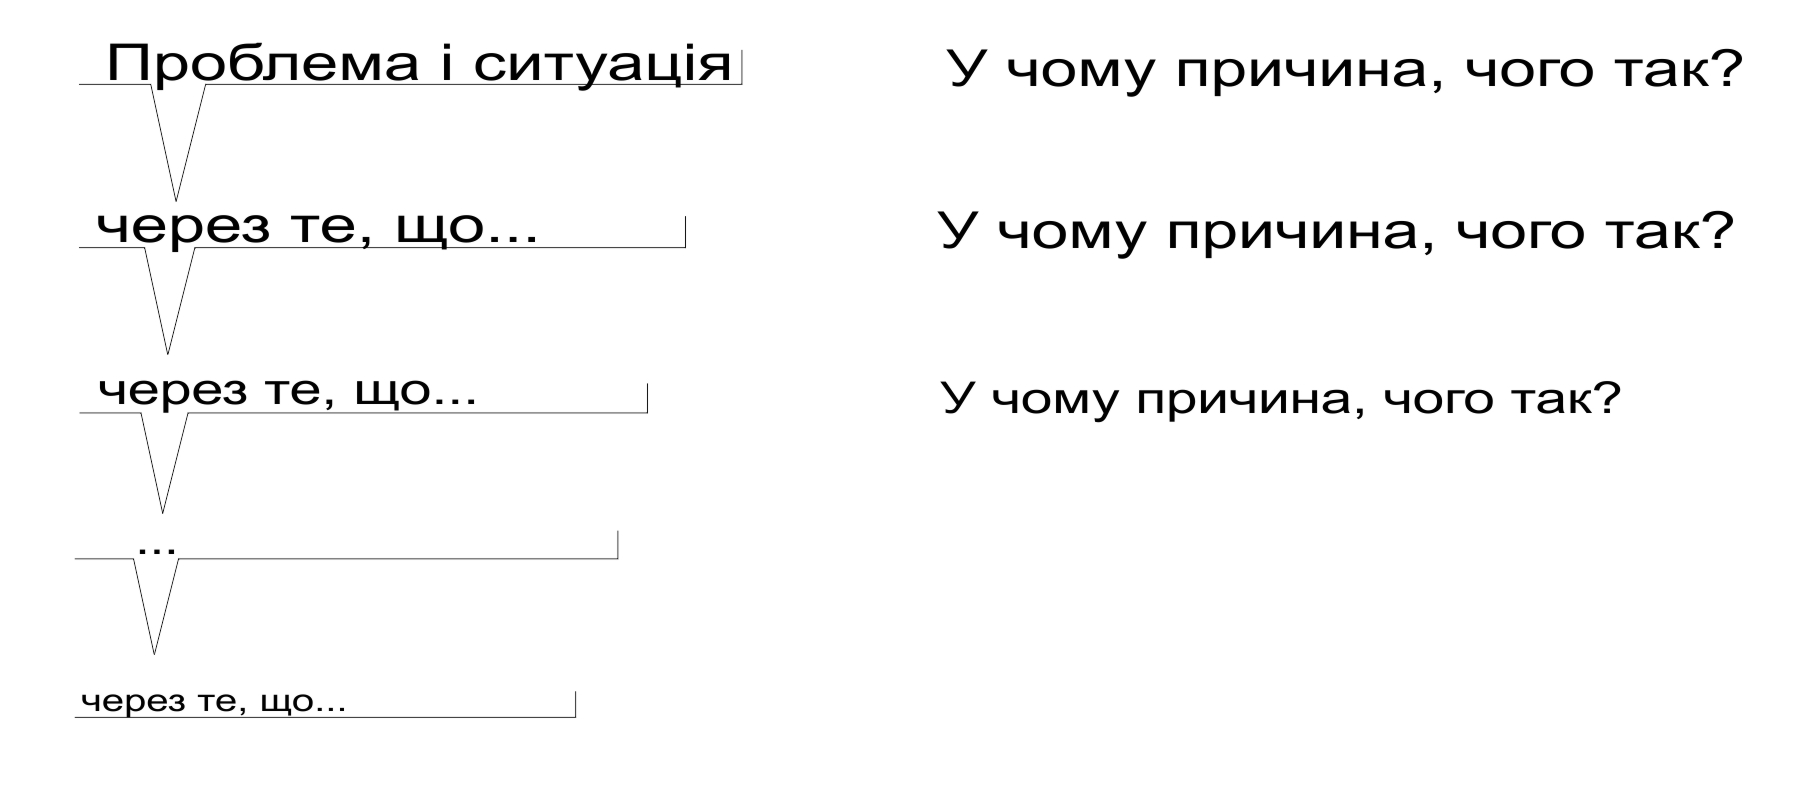 Проблема і ситуація
У чому причина, чого так?
через те, що...
У чому причина, чого так?
через те, що...
У чому причина, чого так?
...
через те, що...